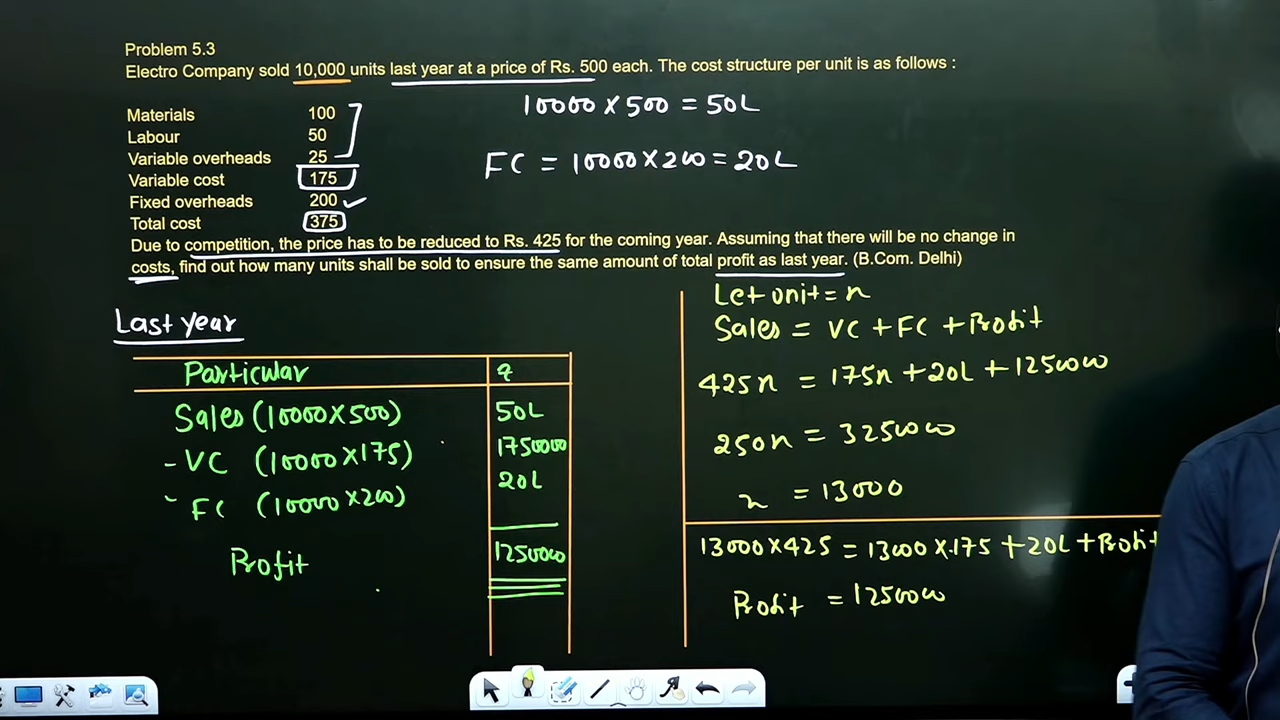 Problem 5.3
Electro Company sold 10,000 units last year at a price of Rs. 500 each. The cost structure per unit is as follows :
Materials 100
Labour 50
Variable overheads 25
Variable cost 175
Fixed overheads 200
Total cost 375
10000 X 500 = 50L
FC = 10000 X 200 = 20L
Due to competition, the price has to be reduced to Rs. 425 for the coming year. Assuming that there will be no change in
costs, find out how many units shall be sold to ensure the same amount of total profit as last year. (B.Com. Delhi)
Last year
Particular ₹
Sales (10000 X 500) 50L
- VC (10000 X 175) 1750000
- FC (10000 X 200) 20L
Profit 1250000
Let unit = x
Sales = VC + FC + Profit
425x = 175x + 20L + 1250000
250x = 3250000
x = 13000
13000 X 425 = 13000 X 175 + 20L + Profit
Profit = 1250000